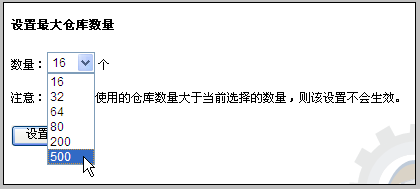 设置最大仓库数量
数量： 16 个
16
32
64
80
200
500
注意： 使用的仓库数量大于当前选择的数量，则该设置不会生效。
设置